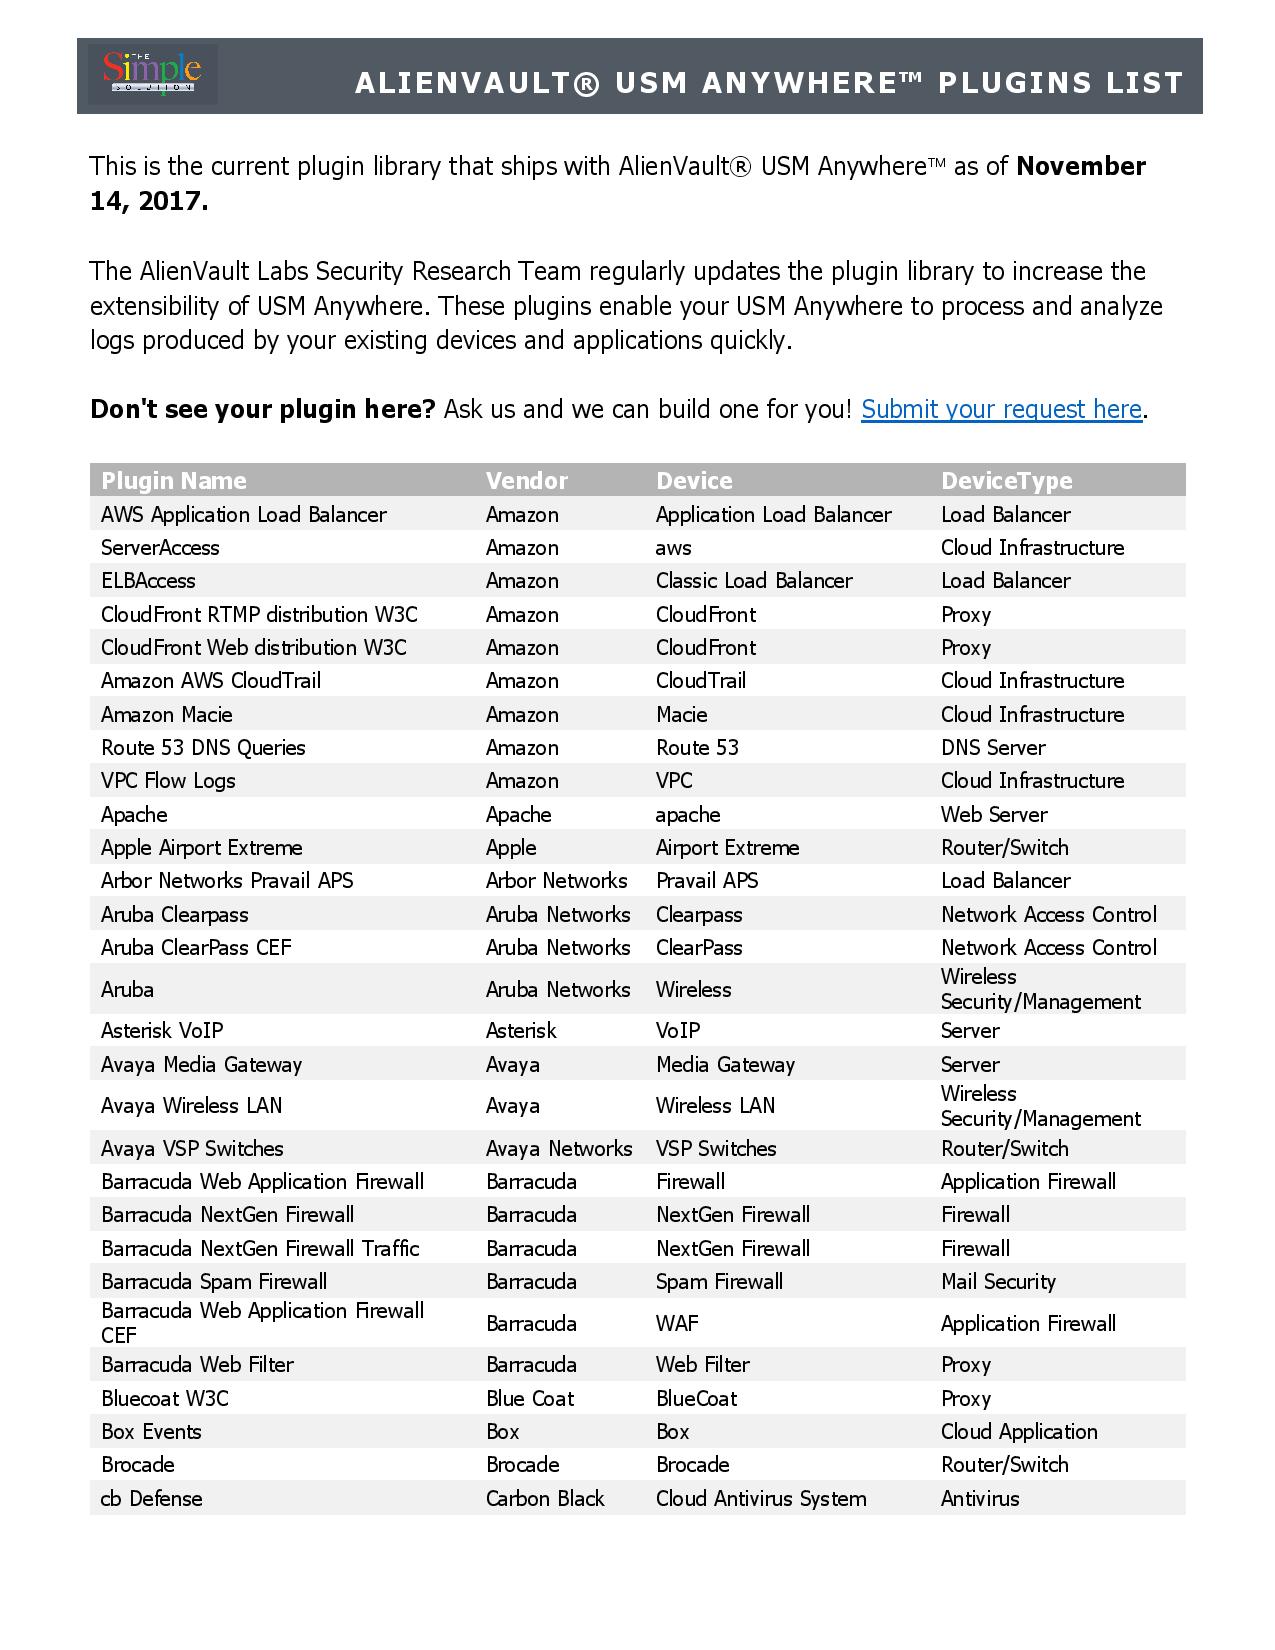 THE
Simple
SOLUTION
ALIENVAULT® USM ANYWHERE™ PLUGINS LIST
This is the current plugin library that ships with AlienVault® USM Anywhere™ as of November
14, 2017.
The AlienVault Labs Security Research Team regularly updates the plugin library to increase the
extensibility of USM Anywhere. These plugins enable your USM Anywhere to process and analyze
logs produced by your existing devices and applications quickly.
Don't see your plugin here? Ask us and we can build one for you! Submit your request here.
Plugin Name Vendor Device DeviceType
AWS Application Load Balancer Amazon Application Load Balancer Load Balancer
ServerAccess Amazon aws Cloud Infrastructure
ELBAccess Amazon Classic Load Balancer Load Balancer
CloudFront RTMP distribution W3C Amazon CloudFront Proxy
CloudFront Web distribution W3C Amazon CloudFront Proxy
Amazon AWS CloudTrail Amazon CloudTrail Cloud Infrastructure
Amazon Macie Amazon Macie Cloud Infrastructure
Route 53 DNS Queries Amazon Route 53 DNS Server
VPC Flow Logs Amazon VPC Cloud Infrastructure
Apache Apache apache Web Server
Apple Airport Extreme Apple Airport Extreme Router/Switch
Arbor Networks Pravail APS Arbor Networks Pravail APS Load Balancer
Aruba Clearpass Aruba Networks Clearpass Network Access Control
Aruba ClearPass CEF Aruba Networks ClearPass Network Access Control
Aruba Aruba Networks Wireless Wireless
Security/Management
Asterisk VoIP Asterisk VoIP Server
Avaya Media Gateway Avaya Media Gateway Server
Avaya Wireless LAN Avaya Wireless LAN Wireless
Security/Management
Avaya VSP Switches Avaya Networks VSP Switches Router/Switch
Barracuda Web Application Firewall Barracuda Firewall Application Firewall
Barracuda NextGen Firewall Barracuda NextGen Firewall Firewall
Barracuda NextGen Firewall Traffic Barracuda NextGen Firewall Firewall
Barracuda Spam Firewall Barracuda Spam Firewall Mail Security
Barracuda Web Application Firewall
CEF Barracuda WAF Application Firewall
Barracuda Web Filter Barracuda Web Filter Proxy
Bluecoat W3C Blue Coat BlueCoat Proxy
Box Events Box Box Cloud Application
Brocade Brocade Brocade Router/Switch
cb Defense Carbon Black Cloud Antivirus System Antivirus